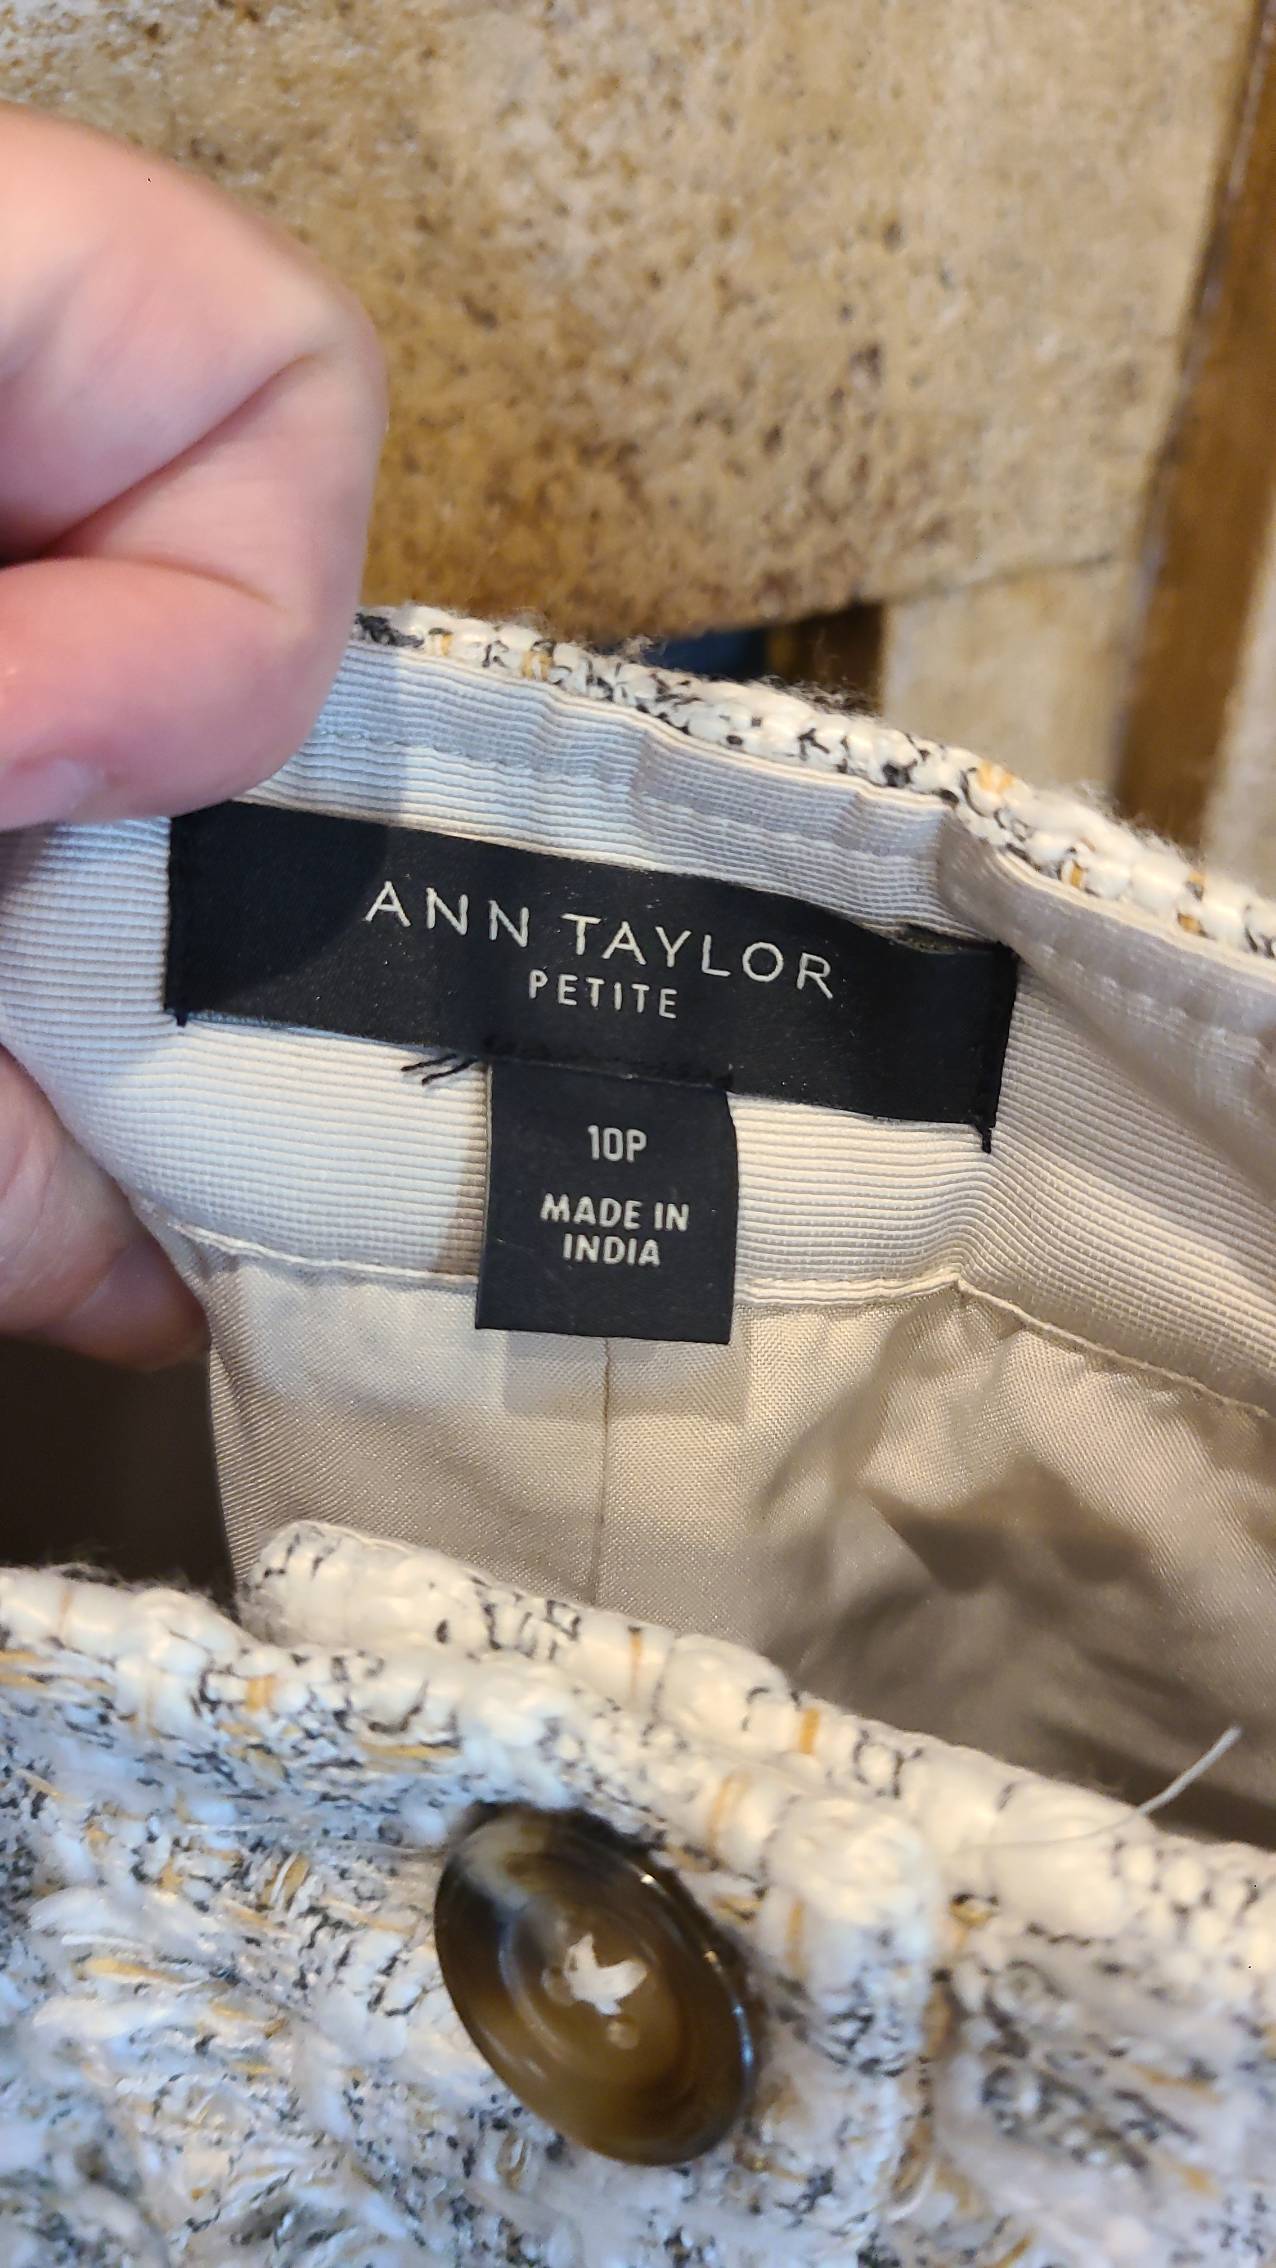 ANN TAYLOR
PETITE
10P
MADE IN
INDIA